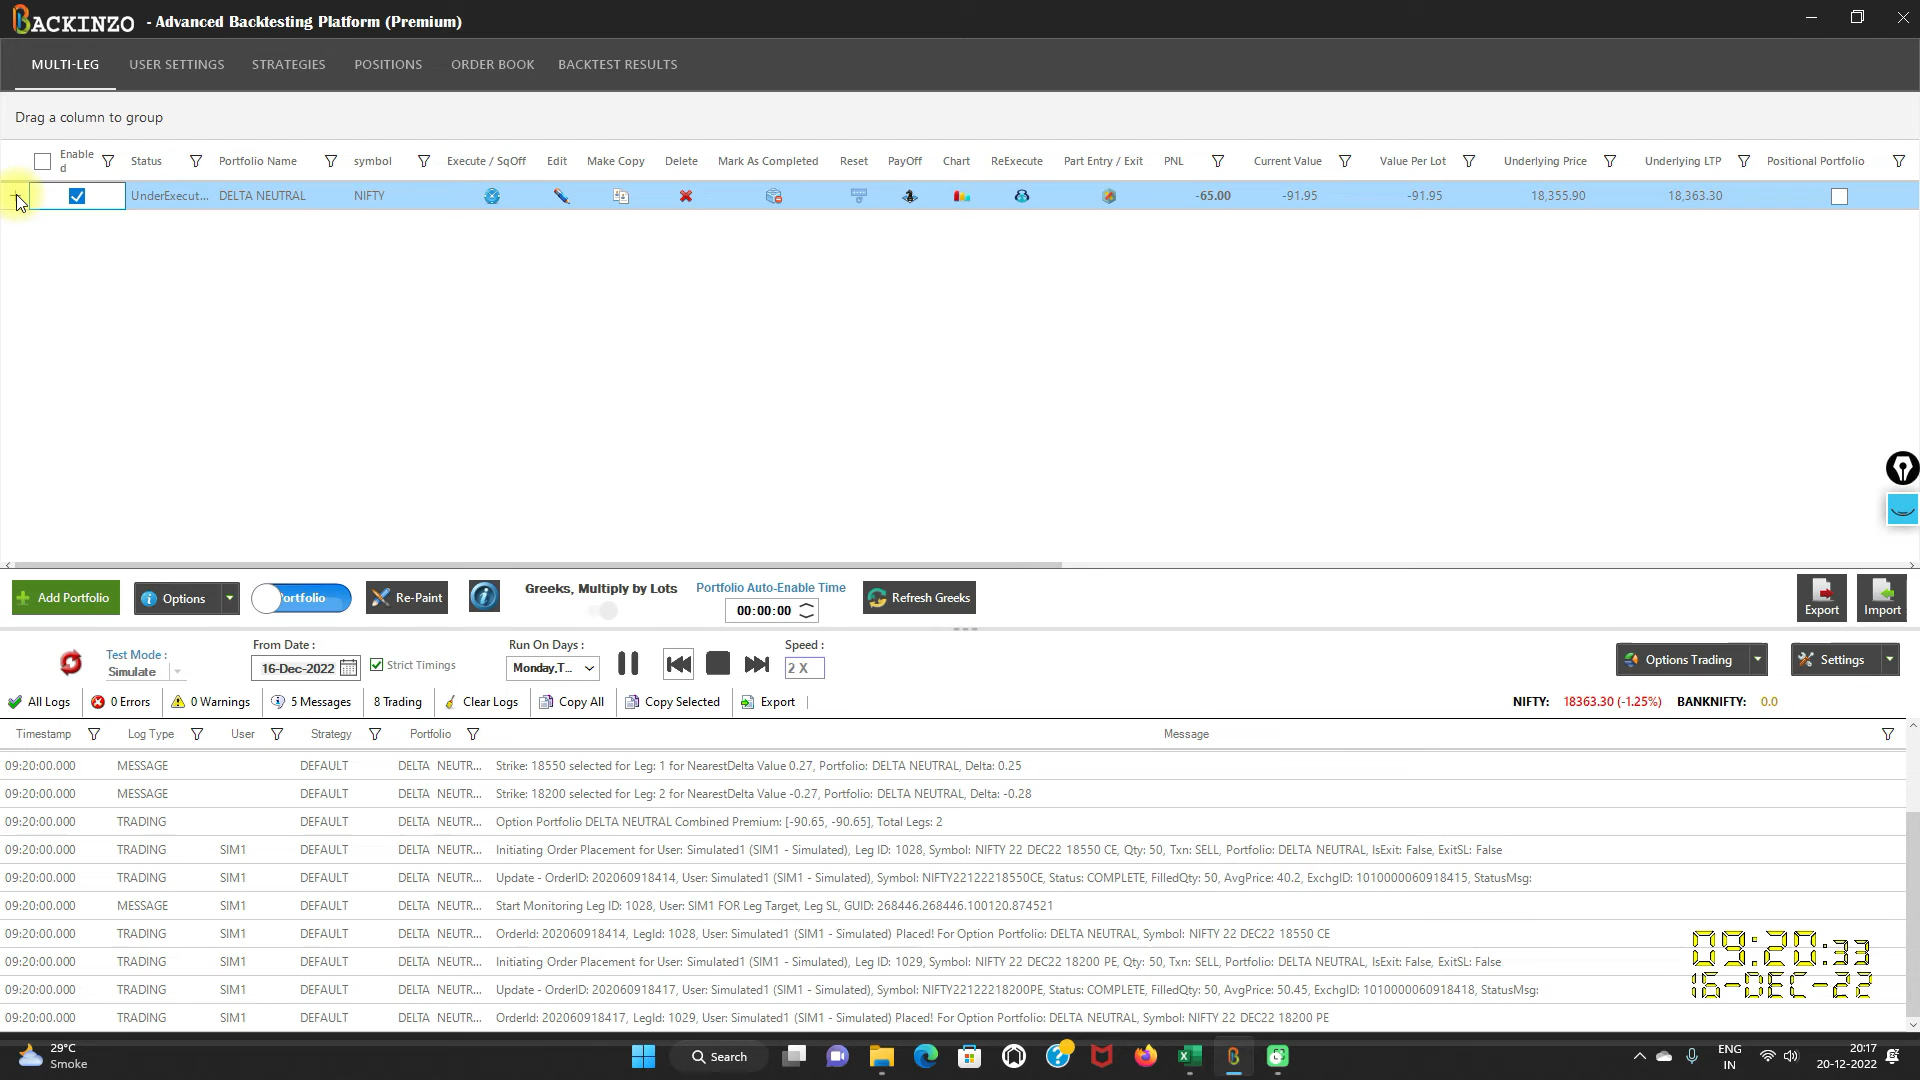 BACKINZO - Advanced Backtesting Platform (Premium)
MULTI-LEG USER SETTINGS STRATEGIES POSITIONS ORDER BOOK BACKTEST RESULTS
Drag a column to group
Enabled Status Portfolio Name symbol Execute / SqOff Edit Make Copy Delete Mark As Completed Reset PayOff Chart ReExecute Part Entry / Exit PNL Current Value Value Per Lot Underlying Price Underlying LTP Positional Portfolio
UnderExecut... DELTA NEUTRAL NIFTY -65.00 -91.95 -91.95 18,355.90 18,363.30
Add Portfolio Options ortfolio Re-Paint Greeks, Multiply by Lots Portfolio Auto-Enable Time 00:00:00 Refresh Greeks Export Import
Test Mode : Simulate From Date : 16-Dec-2022 Strict Timings Run On Days : Monday,T... Speed : 2 X Options Trading Settings
All Logs 0 Errors 0 Warnings 5 Messages 8 Trading Clear Logs Copy All Copy Selected Export NIFTY: 18363.30 (-1.25%) BANKNIFTY: 0.0
Timestamp Log Type User Strategy Portfolio Message
09:20:00.000 MESSAGE DEFAULT DELTA NEUTR... Strike: 18550 selected for Leg: 1 for NearestDelta Value 0.27, Portfolio: DELTA NEUTRAL, Delta: 0.25
09:20:00.000 MESSAGE DEFAULT DELTA NEUTR... Strike: 18200 selected for Leg: 2 for NearestDelta Value -0.27, Portfolio: DELTA NEUTRAL, Delta: -0.28
09:20:00.000 TRADING DEFAULT DELTA NEUTR... Option Portfolio DELTA NEUTRAL Combined Premium: [-90.65, -90.65], Total Legs: 2
09:20:00.000 TRADING SIM1 DEFAULT DELTA NEUTR... Initiating Order Placement for User: Simulated1 (SIM1 - Simulated), Leg ID: 1028, Symbol: NIFTY 22 DEC22 18550 CE, Qty: 50, Txn: SELL, Portfolio: DELTA NEUTRAL, IsExit: False, ExitSL: False
09:20:00.000 TRADING SIM1 DEFAULT DELTA NEUTR... Update - OrderID: 202060918414, User: Simulated1 (SIM1 - Simulated), Symbol: NIFTY22122218550CE, Status: COMPLETE, FilledQty: 50, AvgPrice: 40.2, ExchgID: 1010000060918415, StatusMsg:
09:20:00.000 MESSAGE SIM1 DEFAULT DELTA NEUTR... Start Monitoring Leg ID: 1028, User: SIM1 FOR Leg Target, Leg SL, GUID: 268446.268446.100120.874521
09:20:00.000 TRADING SIM1 DEFAULT DELTA NEUTR... OrderId: 202060918414, LegId: 1028, User: Simulated1 (SIM1 - Simulated) Placed! For Option Portfolio: DELTA NEUTRAL, Symbol: NIFTY 22 DEC22 18550 CE
09:20:00.000 TRADING SIM1 DEFAULT DELTA NEUTR... Initiating Order Placement for User: Simulated1 (SIM1 - Simulated), Leg ID: 1029, Symbol: NIFTY 22 DEC22 18200 PE, Qty: 50, Txn: SELL, Portfolio: DELTA NEUTRAL, IsExit: False, ExitSL: False
09:20:00.000 TRADING SIM1 DEFAULT DELTA NEUTR... Update - OrderID: 202060918417, User: Simulated1 (SIM1 - Simulated), Symbol: NIFTY22122218200PE, Status: COMPLETE, FilledQty: 50, AvgPrice: 50.45, ExchgID: 1010000060918418, StatusMsg:
09:20:00.000 TRADING SIM1 DEFAULT DELTA NEUTR... OrderId: 202060918417, LegId: 1029, User: Simulated1 (SIM1 - Simulated) Placed! For Option Portfolio: DELTA NEUTRAL, Symbol: NIFTY 22 DEC22 18200 PE
09:20:33
16-DEC-22
29°C Smoke Search ENG IN 20:17 20-12-2022